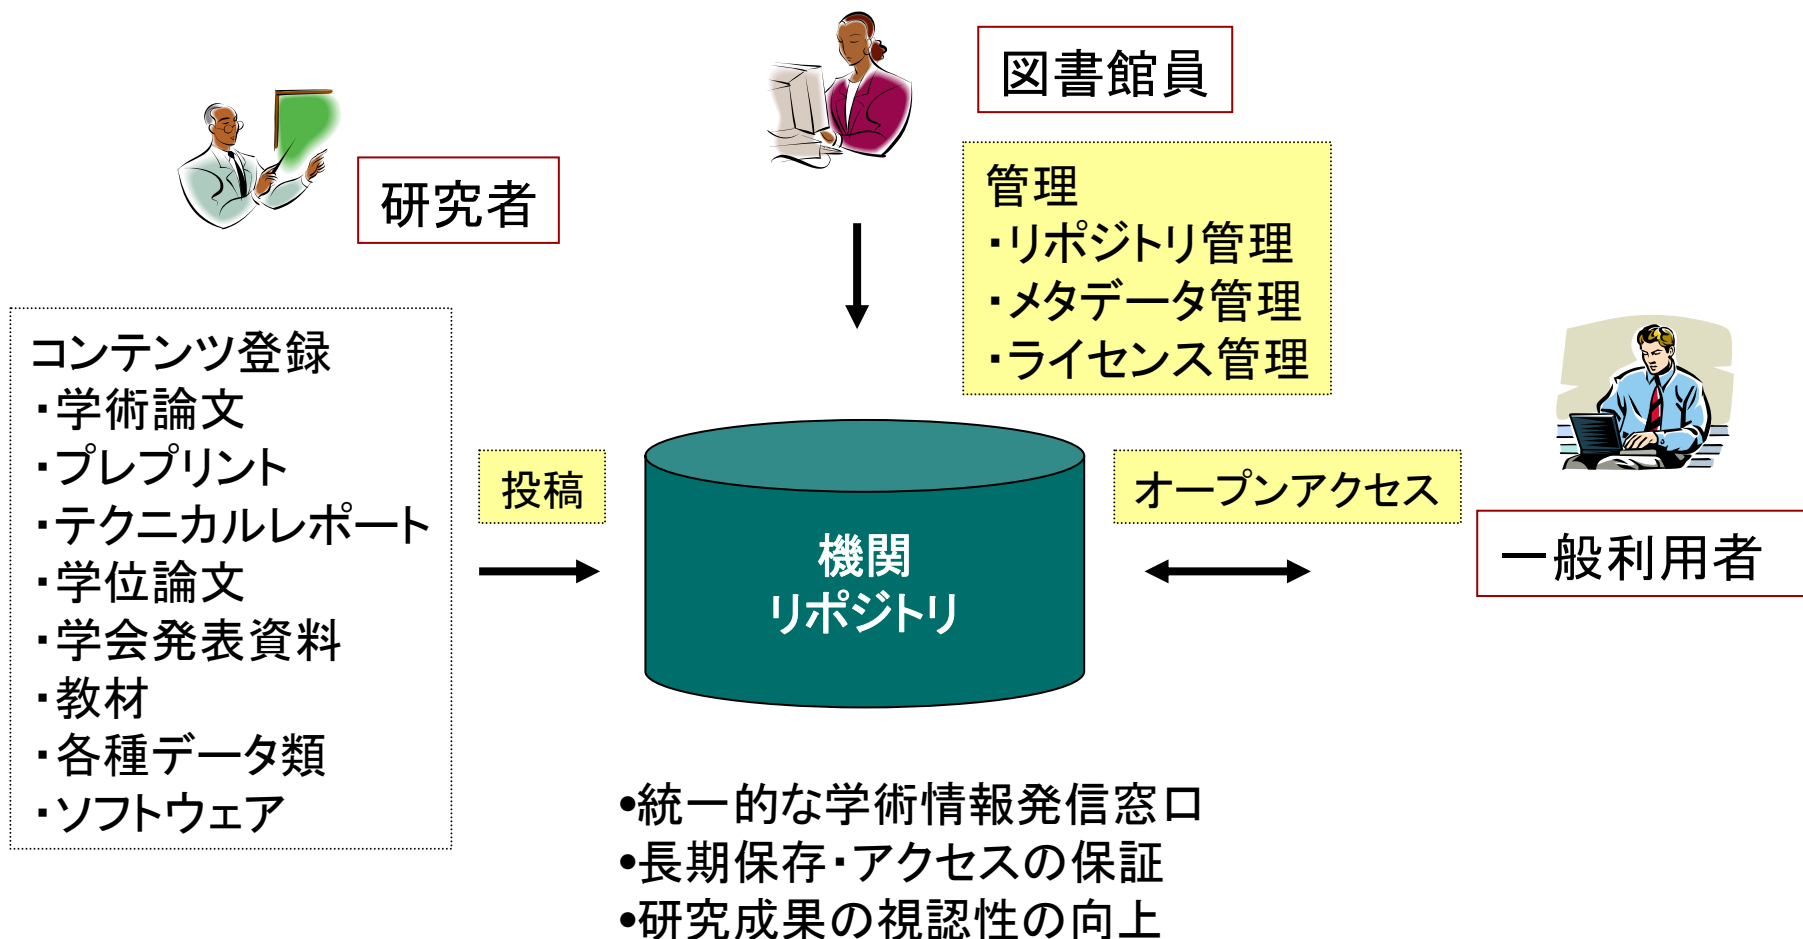 図書館員
研究者
管理
・リポジトリ管理
・メタデータ管理
・ライセンス管理
コンテンツ登録
・学術論文
・プレプリント
・テクニカルレポート
・学位論文
・学会発表資料
・教材
・各種データ類
・ソフトウェア
投稿
機関
リポジトリ
オープンアクセス
一般利用者
•統一的な学術情報発信窓口
•長期保存・アクセスの保証
•研究成果の視認性の向上